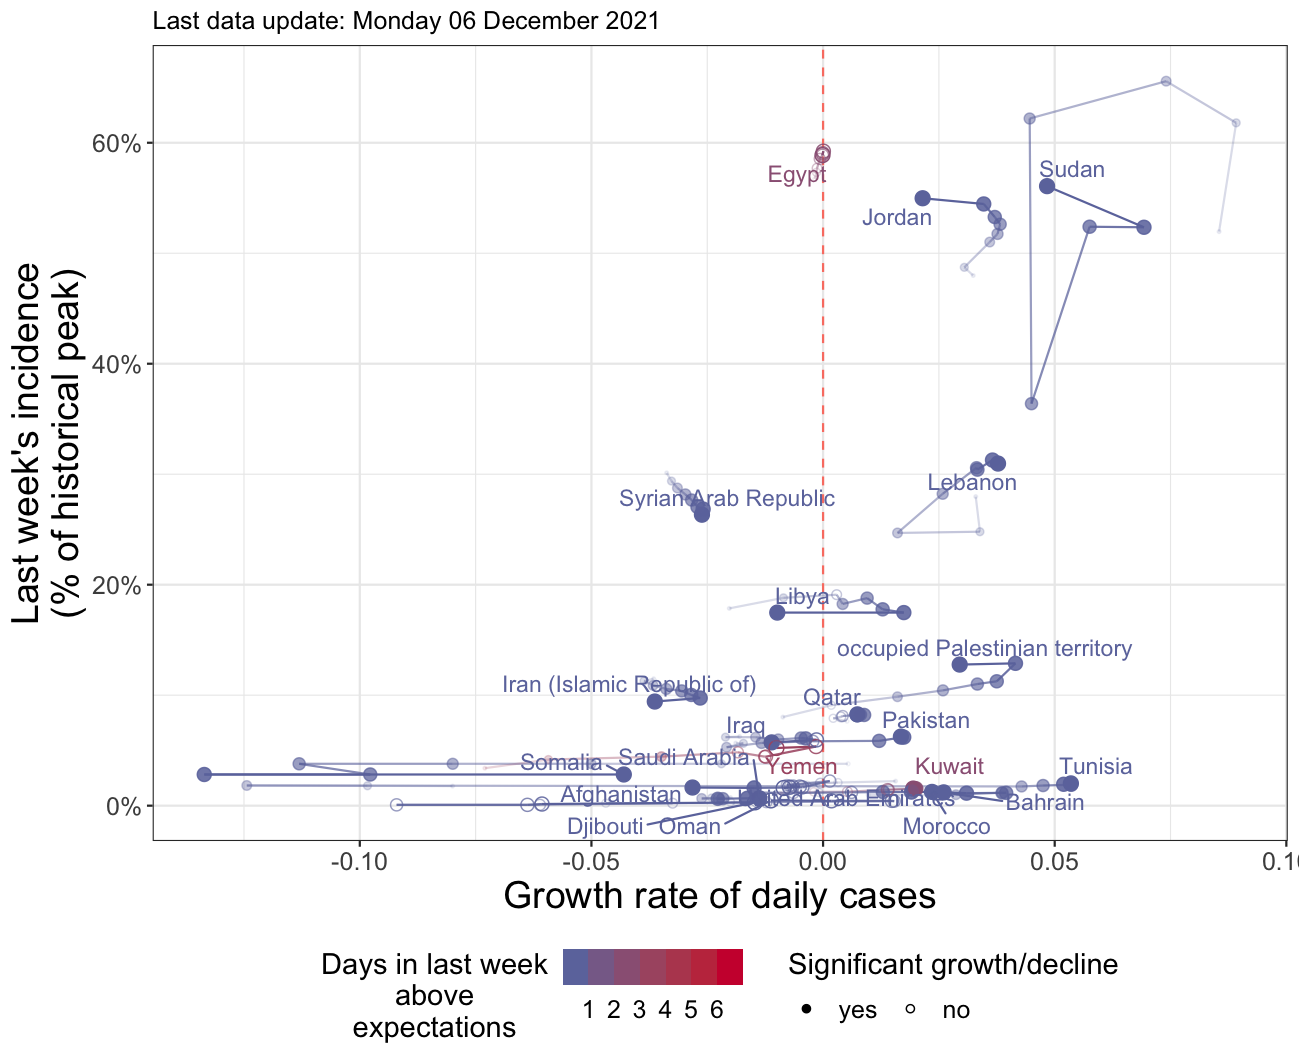 Last data update: Monday 06 December 2021
Last week's incidence
(% of historical peak)
60%
40%
20%
0%
Egypt
Sudan
Jordan
Lebanon
Syrian Arab Republic
Libya
occupied Palestinian territory
Iran (Islamic Republic of)
Qatar
Iraq
Pakistan
Somalia
Saudi Arabia
Yemen
Kuwait
Tunisia
Afghanistan
Arab Emirates
Bahrain
Djibouti
Oman
Morocco
-0.10
-0.05
0.00
0.05
0.10
Growth rate of daily cases
Days in last week
above
expectations
1 2 3 4 5 6
Significant growth/decline
yes
no